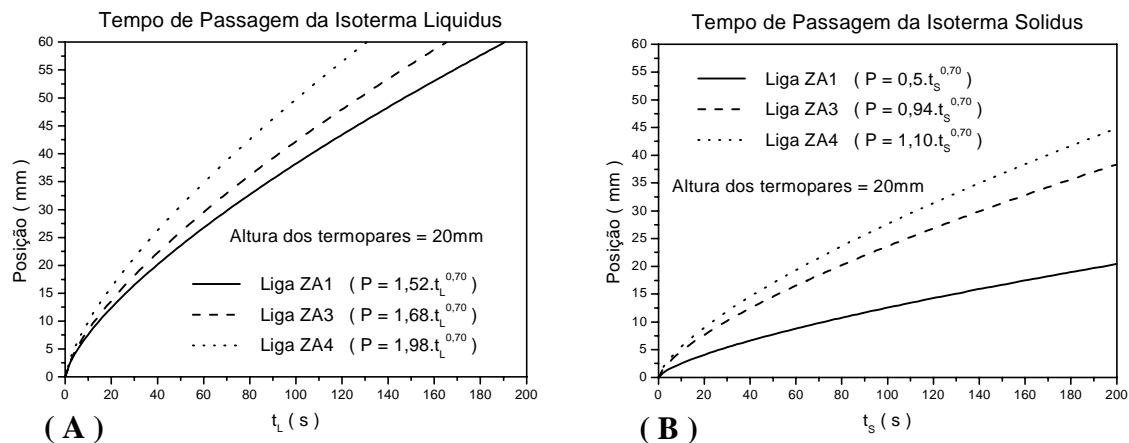 Tempo de Passagem da Isoterma Liquidus
60
55
50
45
40
35
30
25
20
15
10
5
0
Posição ( mm )
Altura dos termopares = 20mm
Liga ZA1 ( P = 1,52.t_L^0,70 )
Liga ZA3 ( P = 1,68.t_L^0,70 )
Liga ZA4 ( P = 1,98.t_L^0,70 )
0 20 40 60 80 100 120 140 160 180 200
t_L ( s )
( A )
Tempo de Passagem da Isoterma Solidus
60
55
50
45
40
35
30
25
20
15
10
5
0
Posição ( mm )
Liga ZA1 ( P = 0,5.t_S^0,70 )
Liga ZA3 ( P = 0,94.t_S^0,70 )
Liga ZA4 ( P = 1,10.t_S^0,70 )
Altura dos termopares = 20mm
0 20 40 60 80 100 120 140 160 180 200
t_S ( s )
( B )